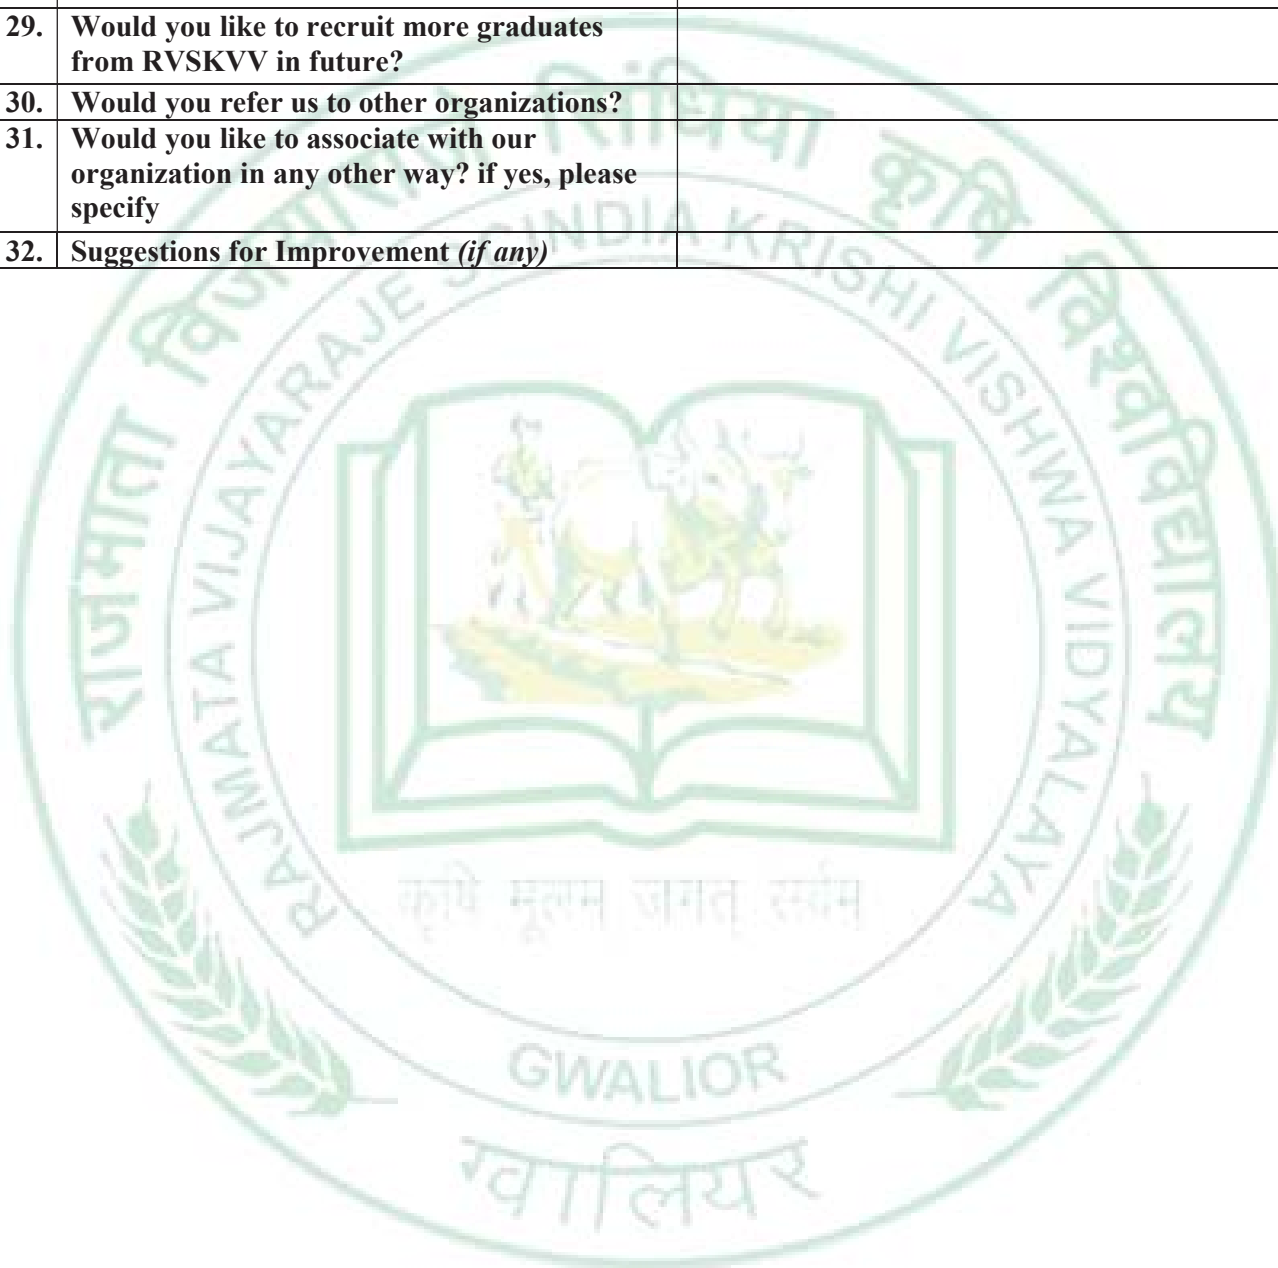 29. Would you like to recruit more graduates
from RVSKVV in future?
30. Would you refer us to other organizations?
31. Would you like to associate with our
organization in any other way? if yes, please
specify
32. Suggestions for Improvement (if any)
राजमाता विजयाराजे सिंधिया कृषि विश्वविद्यालय
RAJMATA VIJAYARAJE SCINDIA KRISHI VISHWA VIDYALAYA
कृषि मूलम् जगत् सर्वम्
GWALIOR
ग्वालियर